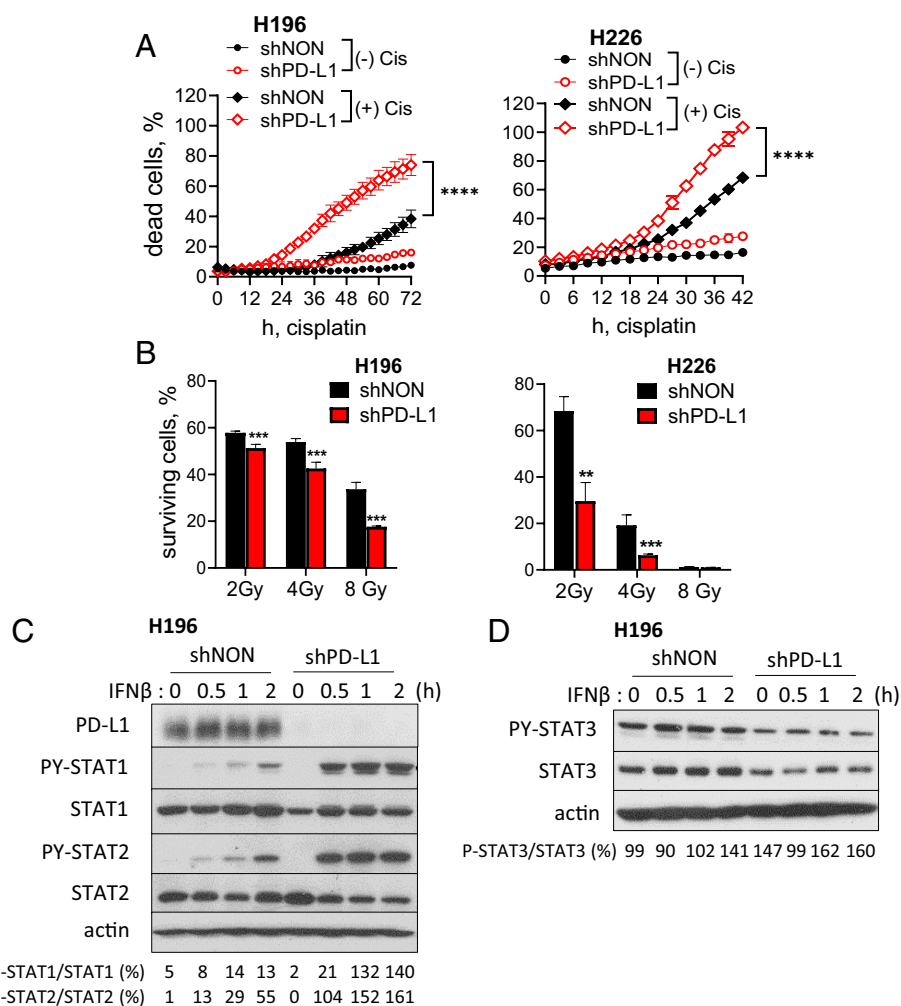 A
H196
shNON
shPD-L1
(-) Cis
shNON
shPD-L1
(+) Cis
dead cells, %
120
100
80
60
40
20
0
0 12 24 36 48 60 72
h, cisplatin
****
H226
shNON
shPD-L1
(-) Cis
shNON
shPD-L1
(+) Cis
120
100
80
60
40
20
0
0 6 12 18 24 30 36 42
h, cisplatin
****
B
H196
shNON
shPD-L1
surviving cells, %
80
60
40
20
0
*** *** ***
2Gy 4Gy 8 Gy
H226
shNON
shPD-L1
80
60
40
20
0
** ***
2Gy 4Gy 8 Gy
C
H196
shNON shPD-L1
IFNβ : 0 0.5 1 2 0 0.5 1 2 (h)
PD-L1
PY-STAT1
STAT1
PY-STAT2
STAT2
actin
-STAT1/STAT1 (%) 5 8 14 13 2 21 132 140
-STAT2/STAT2 (%) 1 13 29 55 0 104 152 161
D
H196
shNON shPD-L1
IFNβ : 0 0.5 1 2 0 0.5 1 2 (h)
PY-STAT3
STAT3
actin
P-STAT3/STAT3 (%) 99 90 102 141 147 99 162 160